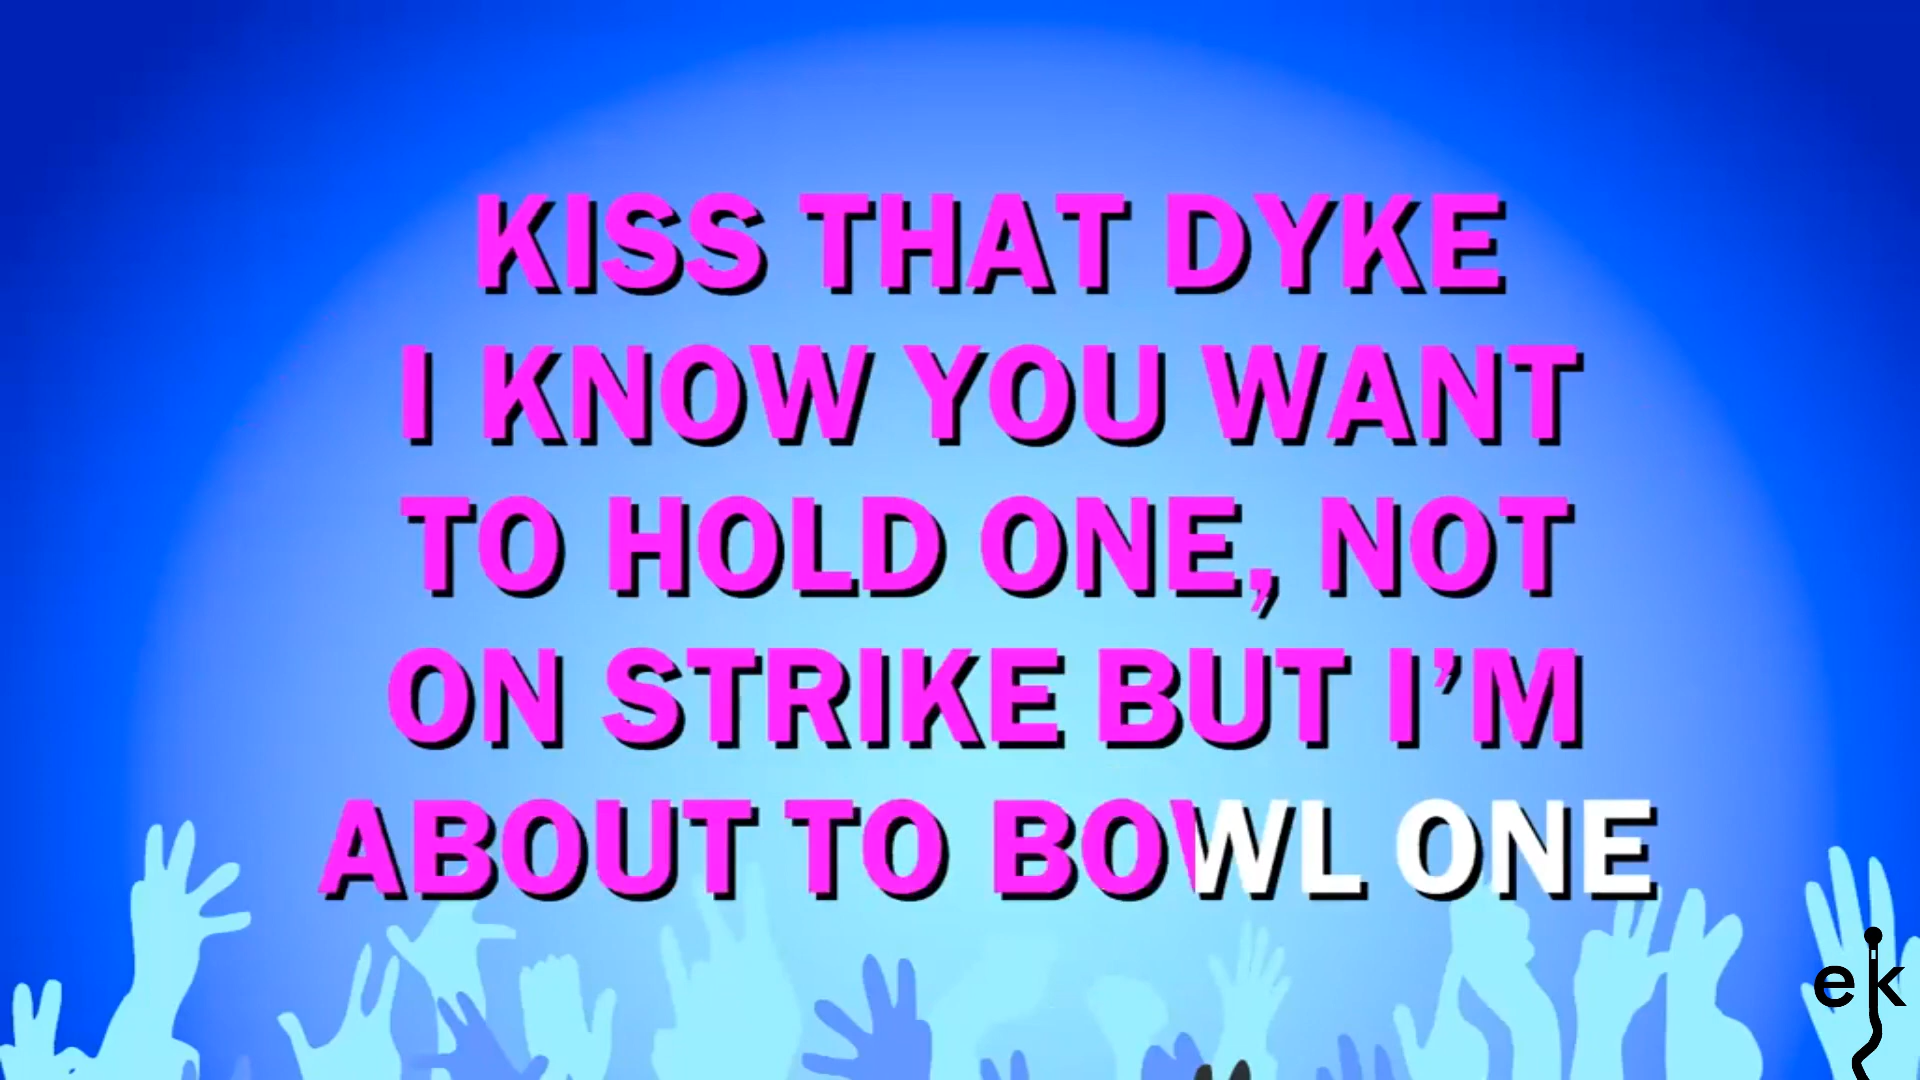 KISS THAT DYKE
I KNOW YOU WANT
TO HOLD ONE, NOT
ON STRIKE BUT I’M
ABOUT TO BOWL ONE
ek